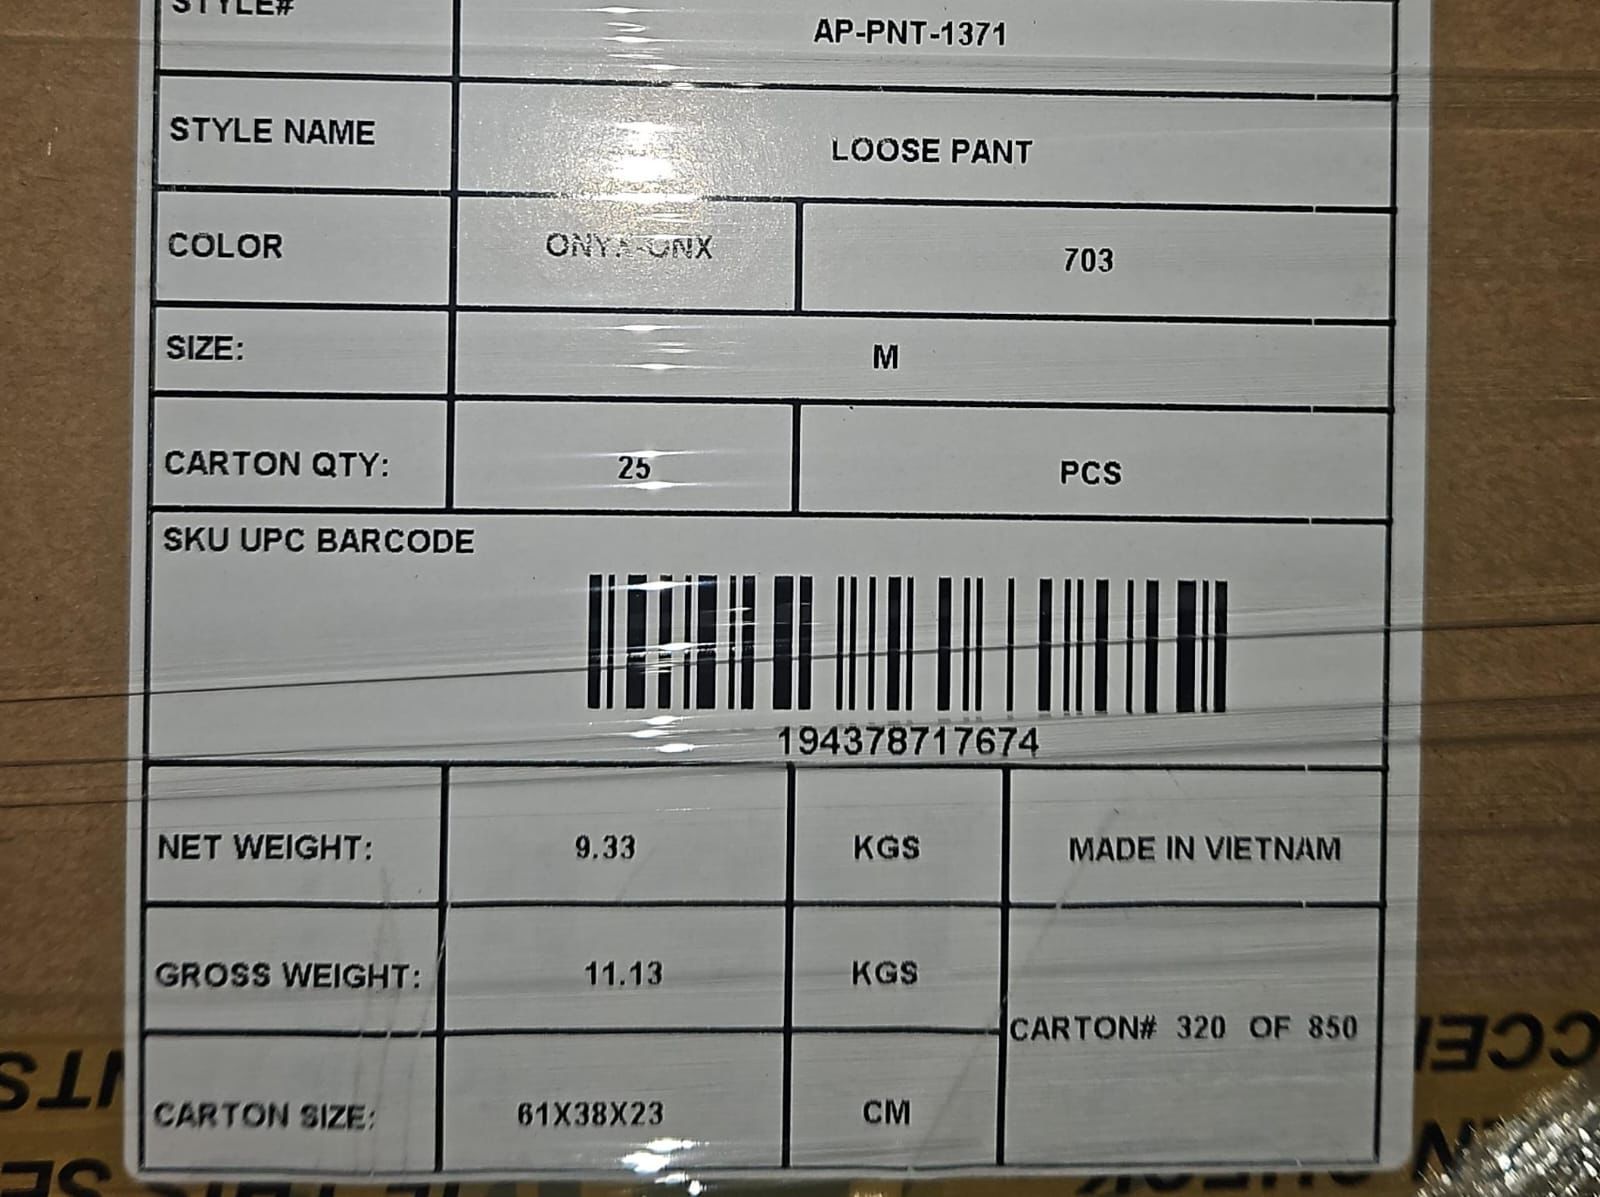 STYLE# AP-PNT-1371
STYLE NAME LOOSE PANT
COLOR ONYX-ONX 703
SIZE: M
CARTON QTY: 25 PCS
SKU UPC BARCODE
194378717674
NET WEIGHT: 9.33 KGS MADE IN VIETNAM
GROSS WEIGHT: 11.13 KGS
CARTON# 320 OF 850
CARTON SIZE: 61X38X23 CM